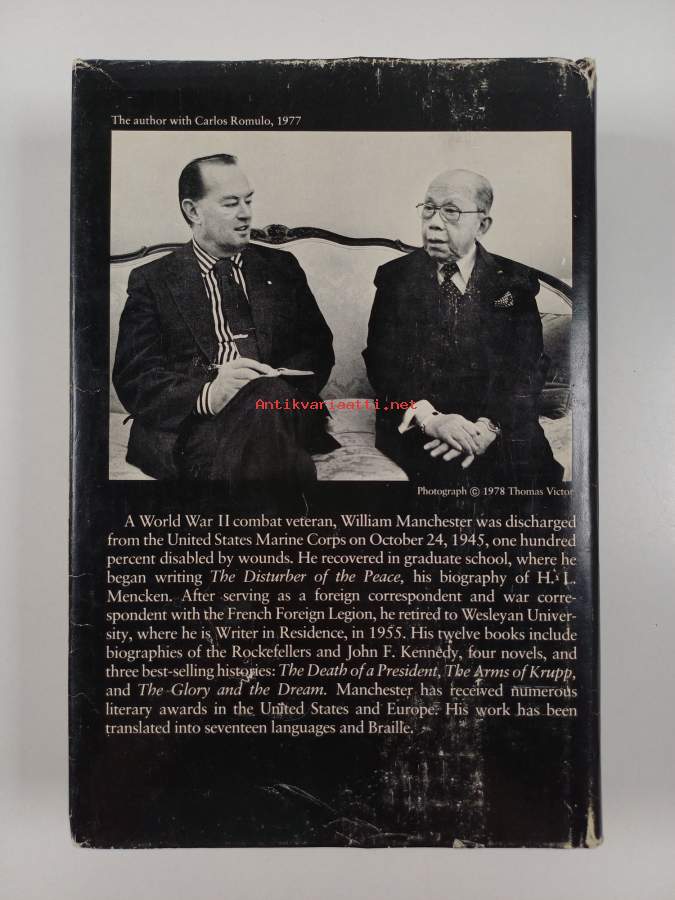 The author with Carlos Romulo, 1977
Antikvariaatti.net
Photograph © 1978 Thomas Victor
A World War II combat veteran, William Manchester was discharged
from the United States Marine Corps on October 24, 1945, one hundred
percent disabled by wounds. He recovered in graduate school, where he
began writing The Disturber of the Peace, his biography of H. L.
Mencken. After serving as a foreign correspondent and war corre-
spondent with the French Foreign Legion, he retired to Wesleyan Univer-
sity, where he is Writer in Residence, in 1955. His twelve books include
biographies of the Rockefellers and John F. Kennedy, four novels, and
three best-selling histories: The Death of a President, The Arms of Krupp,
and The Glory and the Dream. Manchester has received numerous
literary awards in the United States and Europe. His work has been
translated into seventeen languages and Braille.